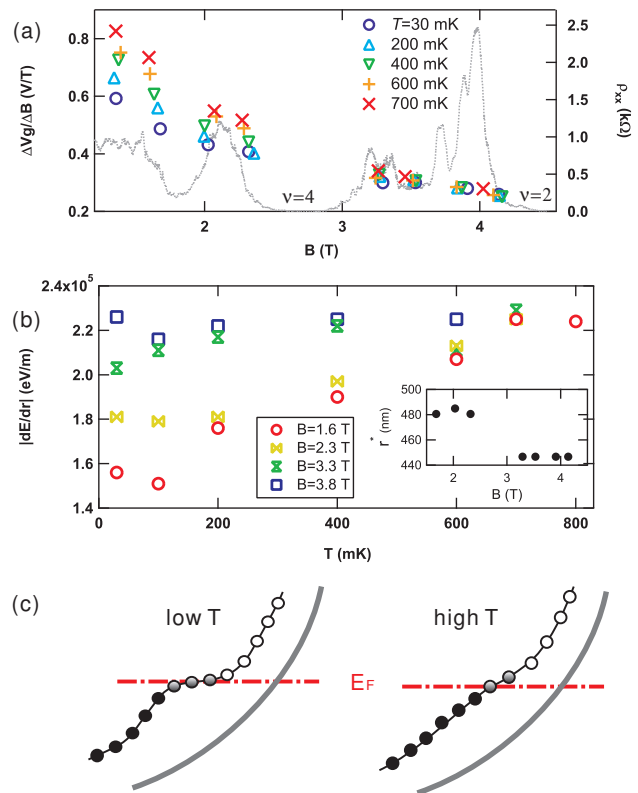 (a)
ΔVg/ΔB (V/T)
0.8
0.6
0.4
0.2
T=30 mK
200 mK
400 mK
600 mK
700 mK
2.5
2.0
1.5
1.0
0.5
0.0
ρxx (kΩ)
ν=4
ν=2
2
3
4
B (T)
(b)
|dE/dr| (eV/m)
2.4x10⁵
2.2
2.0
1.8
1.6
1.4
B=1.6 T
B=2.3 T
B=3.3 T
B=3.8 T
r* (nm)
500
480
460
440
2
3
4
B (T)
0
200
400
600
800
T (mK)
(c)
low T
high T
EF